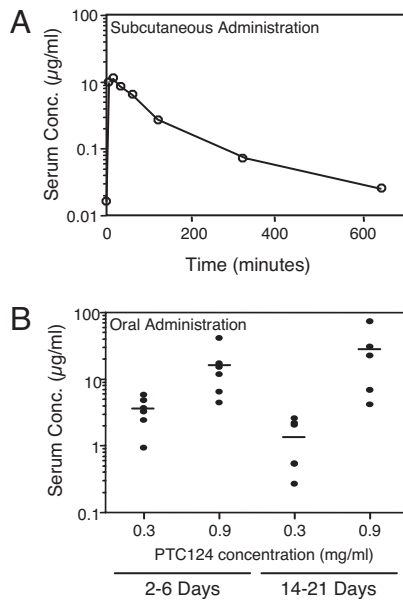 A
Subcutaneous Administration
Serum Conc. (µg/ml)
100
10
0.1
0.01
0 200 400 600
Time (minutes)
B
Oral Administration
Serum Conc. (µg/ml)
100
10
1
0.1
0.3 0.9 0.3 0.9
PTC124 concentration (mg/ml)
2-6 Days 14-21 Days